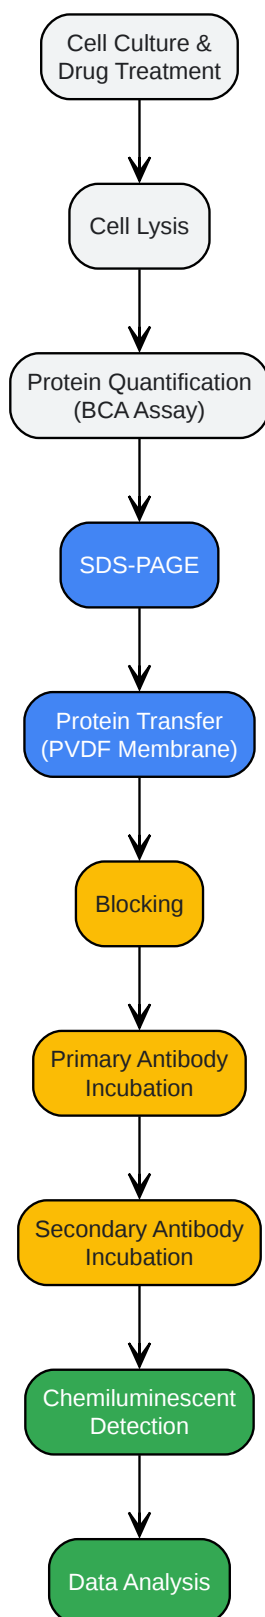 Cell Culture &
Drug Treatment
Cell Lysis
Protein Quantification
(BCA Assay)
SDS-PAGE
Protein Transfer
(PVDF Membrane)
Blocking
Primary Antibody
Incubation
Secondary Antibody
Incubation
Chemiluminescent
Detection
Data Analysis